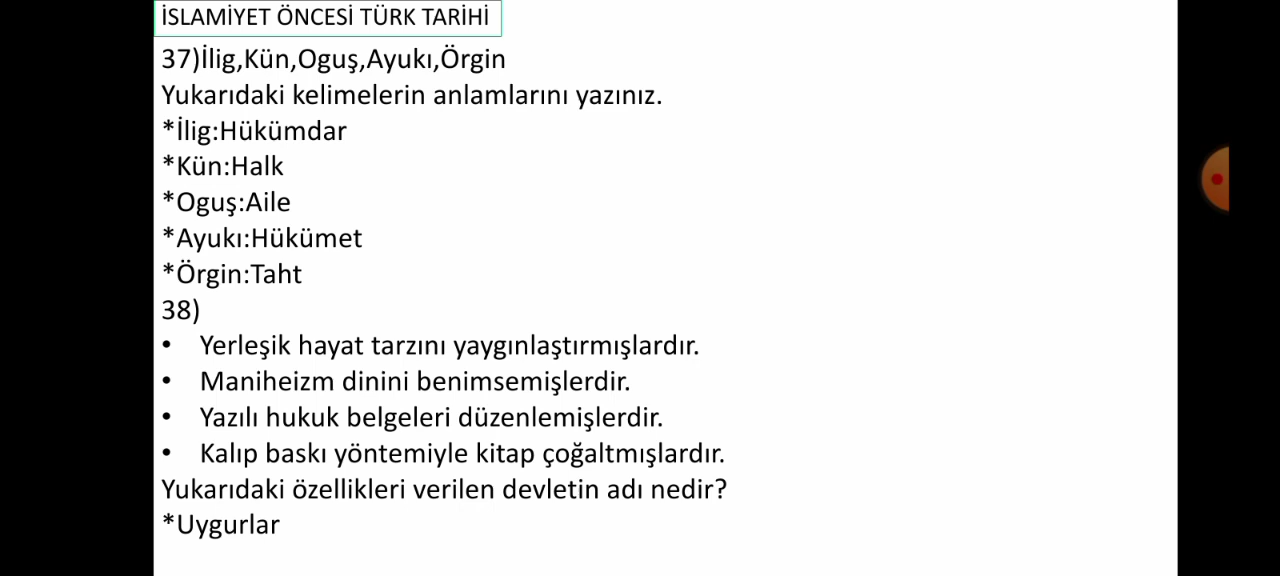 İSLAMİYET ÖNCESİ TÜRK TARİHİ
37)İlig,Kün,Oguş,Ayukı,Örgin
Yukarıdaki kelimelerin anlamlarını yazınız.
*İlig:Hükümdar
*Kün:Halk
*Oguş:Aile
*Ayukı:Hükümet
*Örgin:Taht
38)
• Yerleşik hayat tarzını yaygınlaştırmışlardır.
• Maniheizm dinini benimsemişlerdir.
• Yazılı hukuk belgeleri düzenlemişlerdir.
• Kalıp baskı yöntemiyle kitap çoğaltmışlardır.
Yukarıdaki özellikleri verilen devletin adı nedir?
*Uygurlar